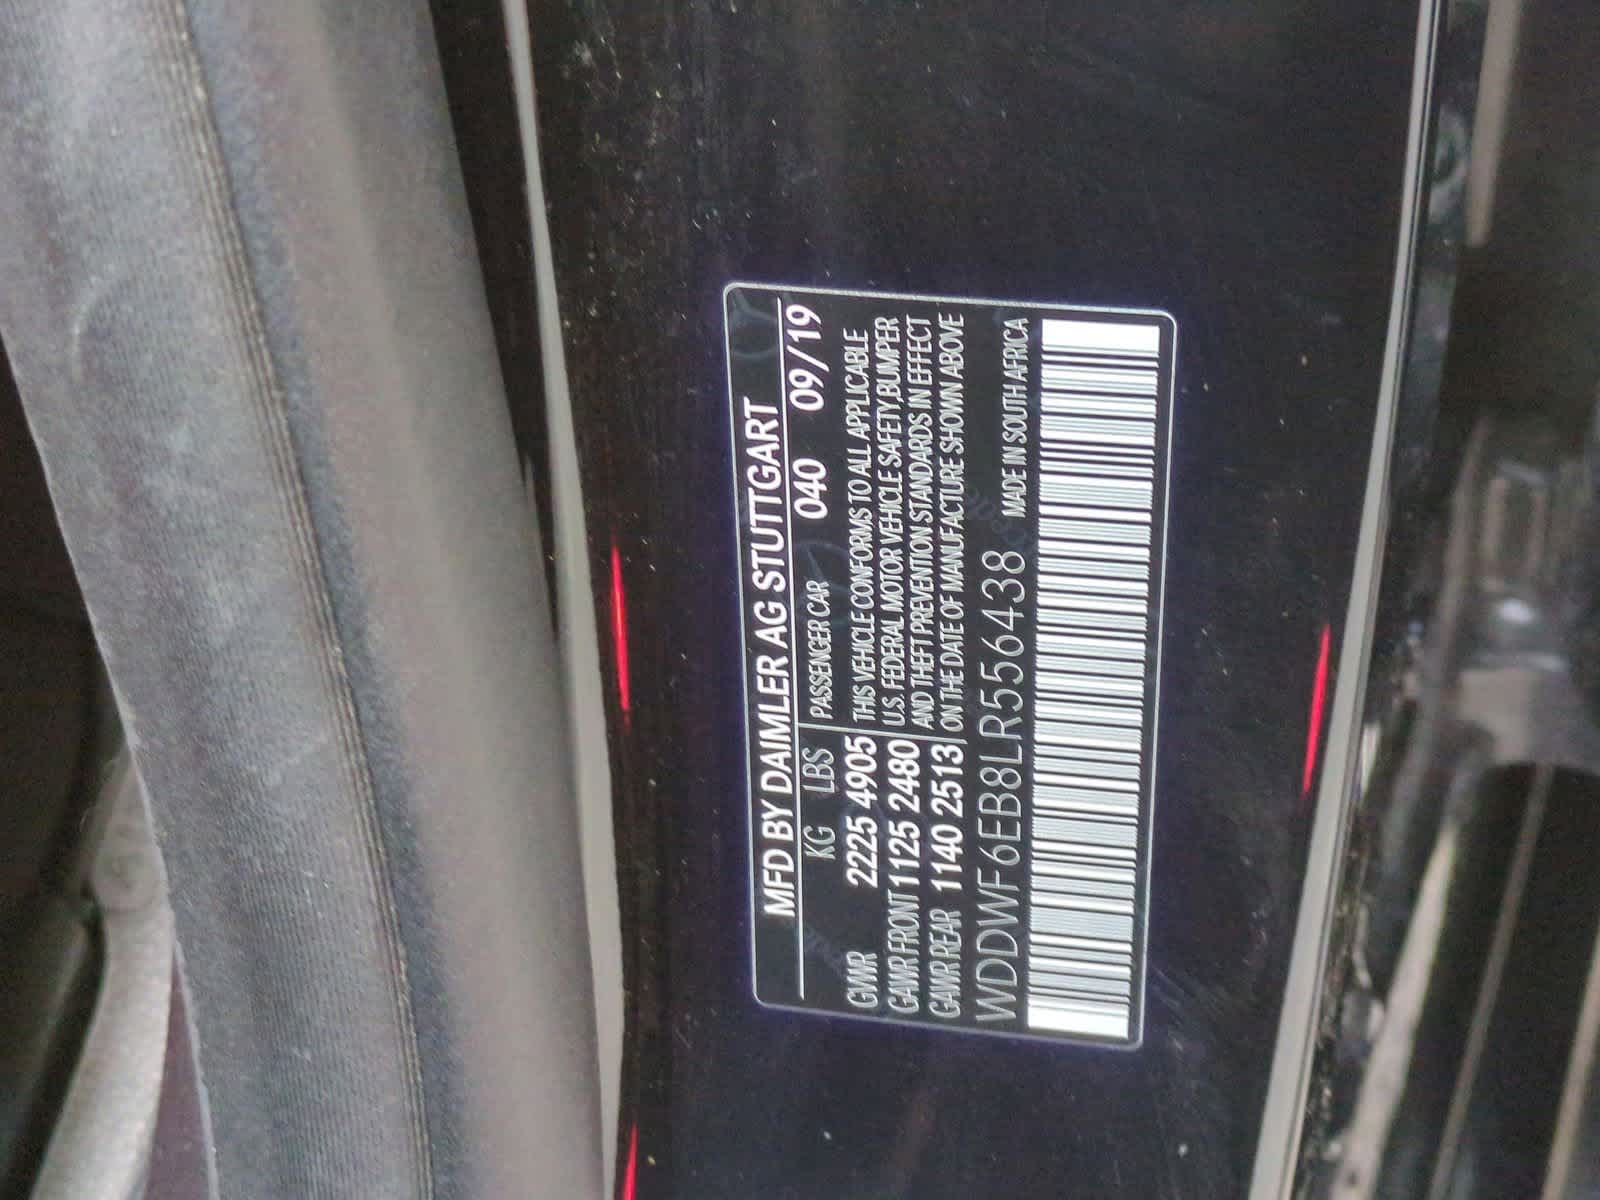 MFD BY DAIMLER AG STUTTGART
KG LBS PASSENGER CAR 040 09/19
GVWR 2225 4905 THIS VEHICLE CONFORMS TO ALL APPLICABLE
GAWR FRONT 1125 2480 U.S. FEDERAL MOTOR VEHICLE SAFETY,BUMPER
GAWR REAR 1140 2513 AND THEFT PREVENTION STANDARDS IN EFFECT
ON THE DATE OF MANUFACTURE SHOWN ABOVE
WDDWF6EB8LR556438 MADE IN SOUTH AFRICA